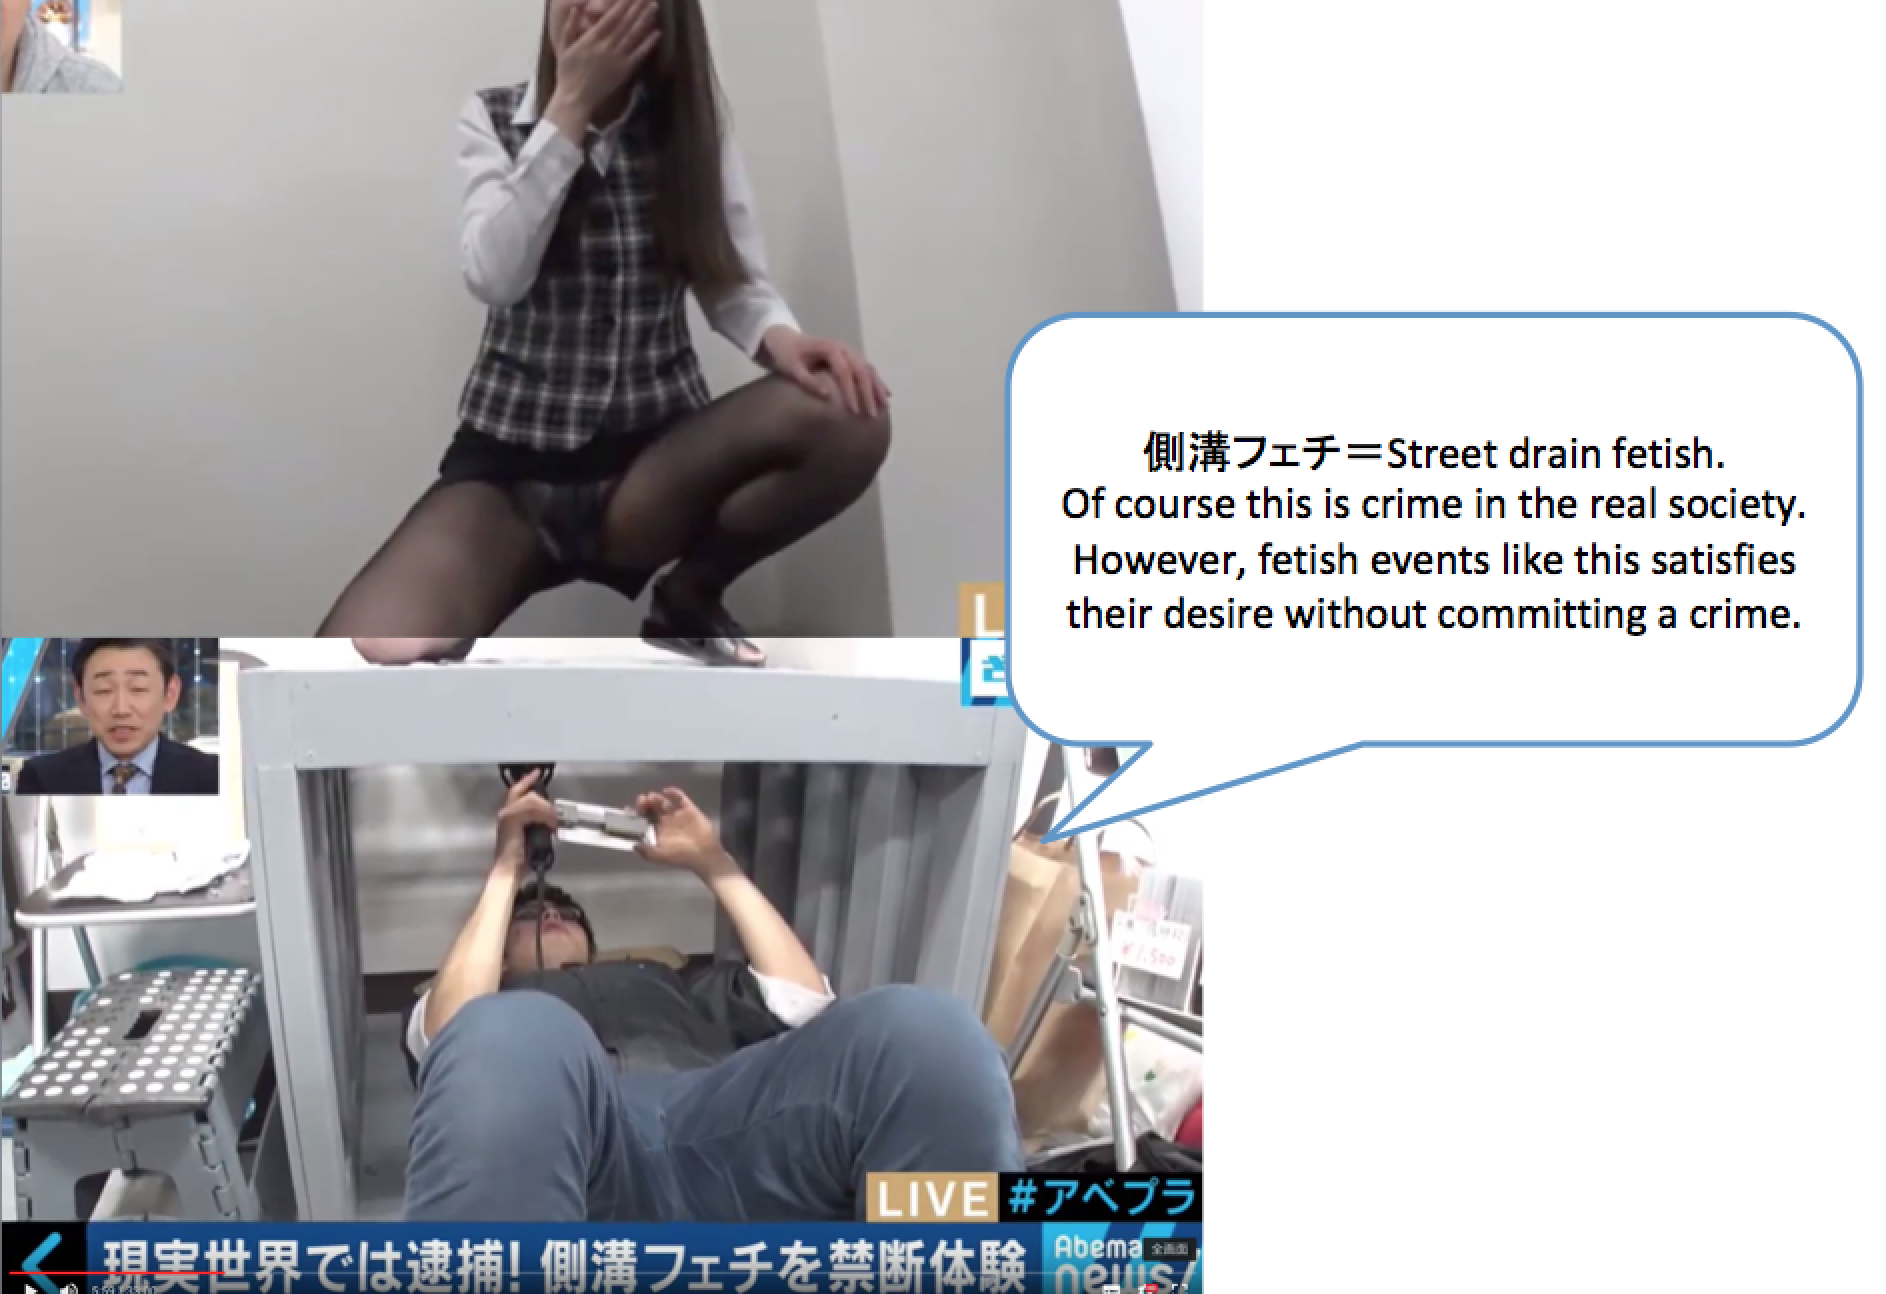 側溝フェチ＝Street drain fetish.
Of course this is crime in the real society.
However, fetish events like this satisfies
their desire without committing a crime.
¥1,500
LIVE #アベプラ
現実世界では逮捕! 側溝フェチを禁断体験
Abema
news/
全画面